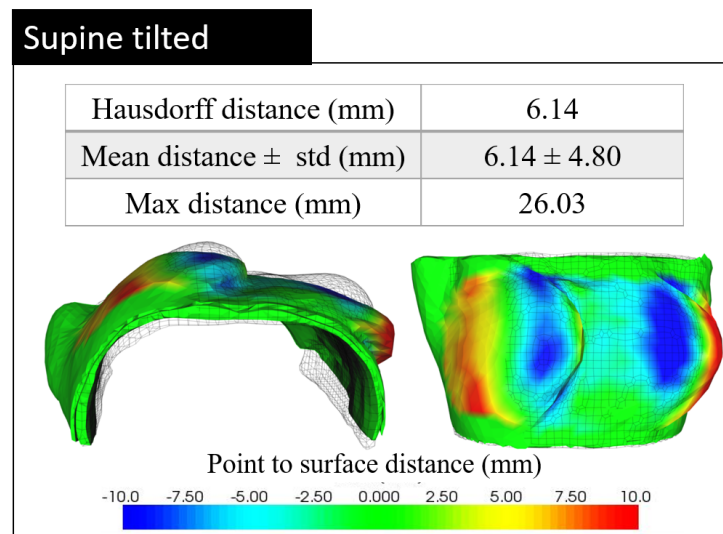 Supine tilted
Hausdorff distance (mm) 6.14
Mean distance ± std (mm) 6.14 ± 4.80
Max distance (mm) 26.03
Point to surface distance (mm)
-10.0 -7.50 -5.00 -2.50 0.000 2.50 5.00 7.50 10.0